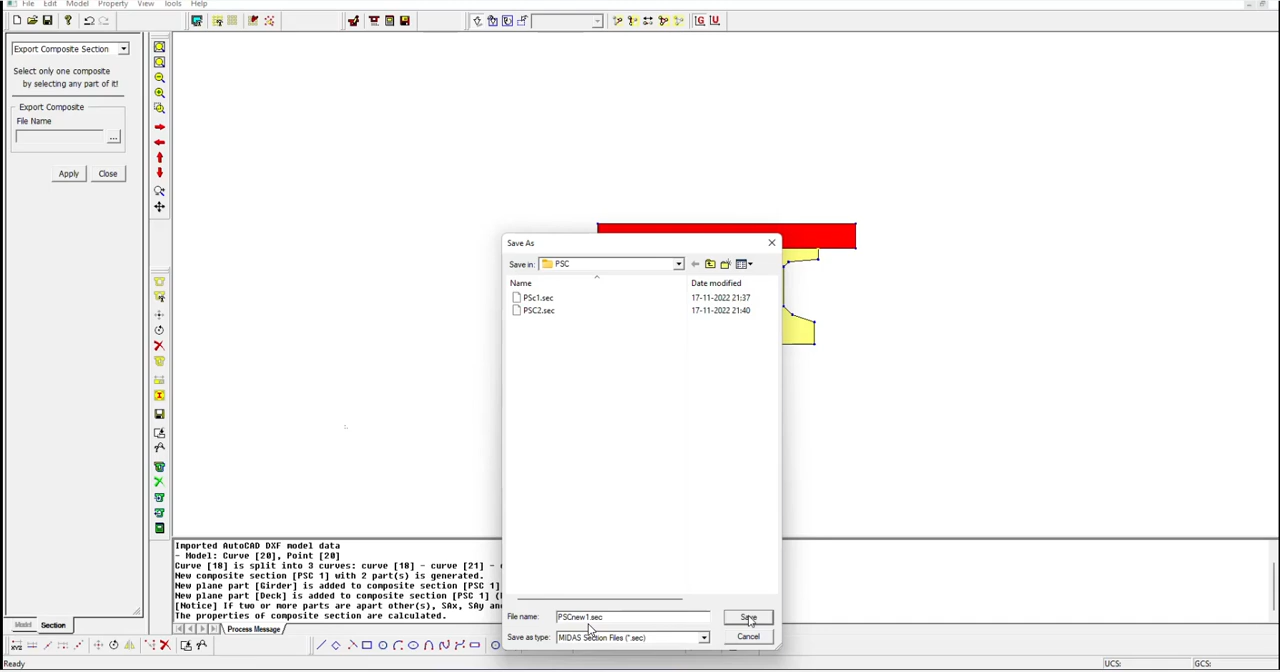 File Edit Model Property View Tools Help
Export Composite Section
Select only one composite
by selecting any part of it!
Export Composite
File Name
...
Apply Close
Save As
Save in: PSC
Name Date modified
PSc1.sec 17-11-2022 21:37
PSC2.sec 17-11-2022 21:40
File name: PSCnew1.sec Save
Save as type: MIDAS Section Files (*.sec) Cancel
Imported AutoCAD DXF model data
- Model: Curve [20], Point [20]
Curve [18] is split into 3 curves: curve [18] - curve [21] -
New composite section [PSC 1] with 2 part(s) is generated.
New plane part [Girder] is added to composite section [PSC 1]
New plane part [Deck] is added to composite section [PSC 1]
[Notice] If two or more parts are apart other(s), SAx, SAy
The properties of composite section are calculated.
Model Section Process Message
Ready UCS: GCS: